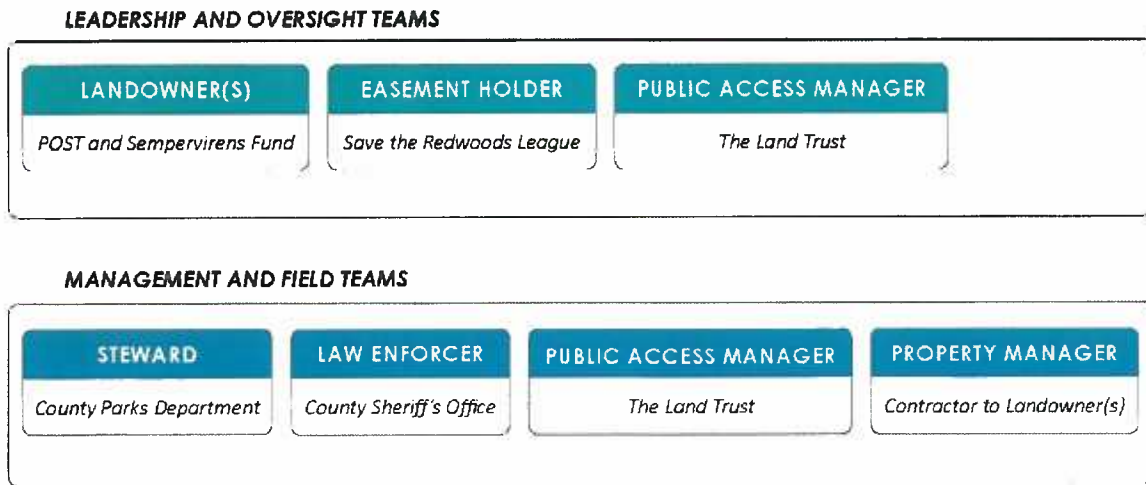 LEADERSHIP AND OVERSIGHT TEAMS
LANDOWNER(S)
POST and Sempervirens Fund
EASEMENT HOLDER
Save the Redwoods League
PUBLIC ACCESS MANAGER
The Land Trust
MANAGEMENT AND FIELD TEAMS
STEWARD
County Parks Department
LAW ENFORCER
County Sheriff's Office
PUBLIC ACCESS MANAGER
The Land Trust
PROPERTY MANAGER
Contractor to Landowner(s)